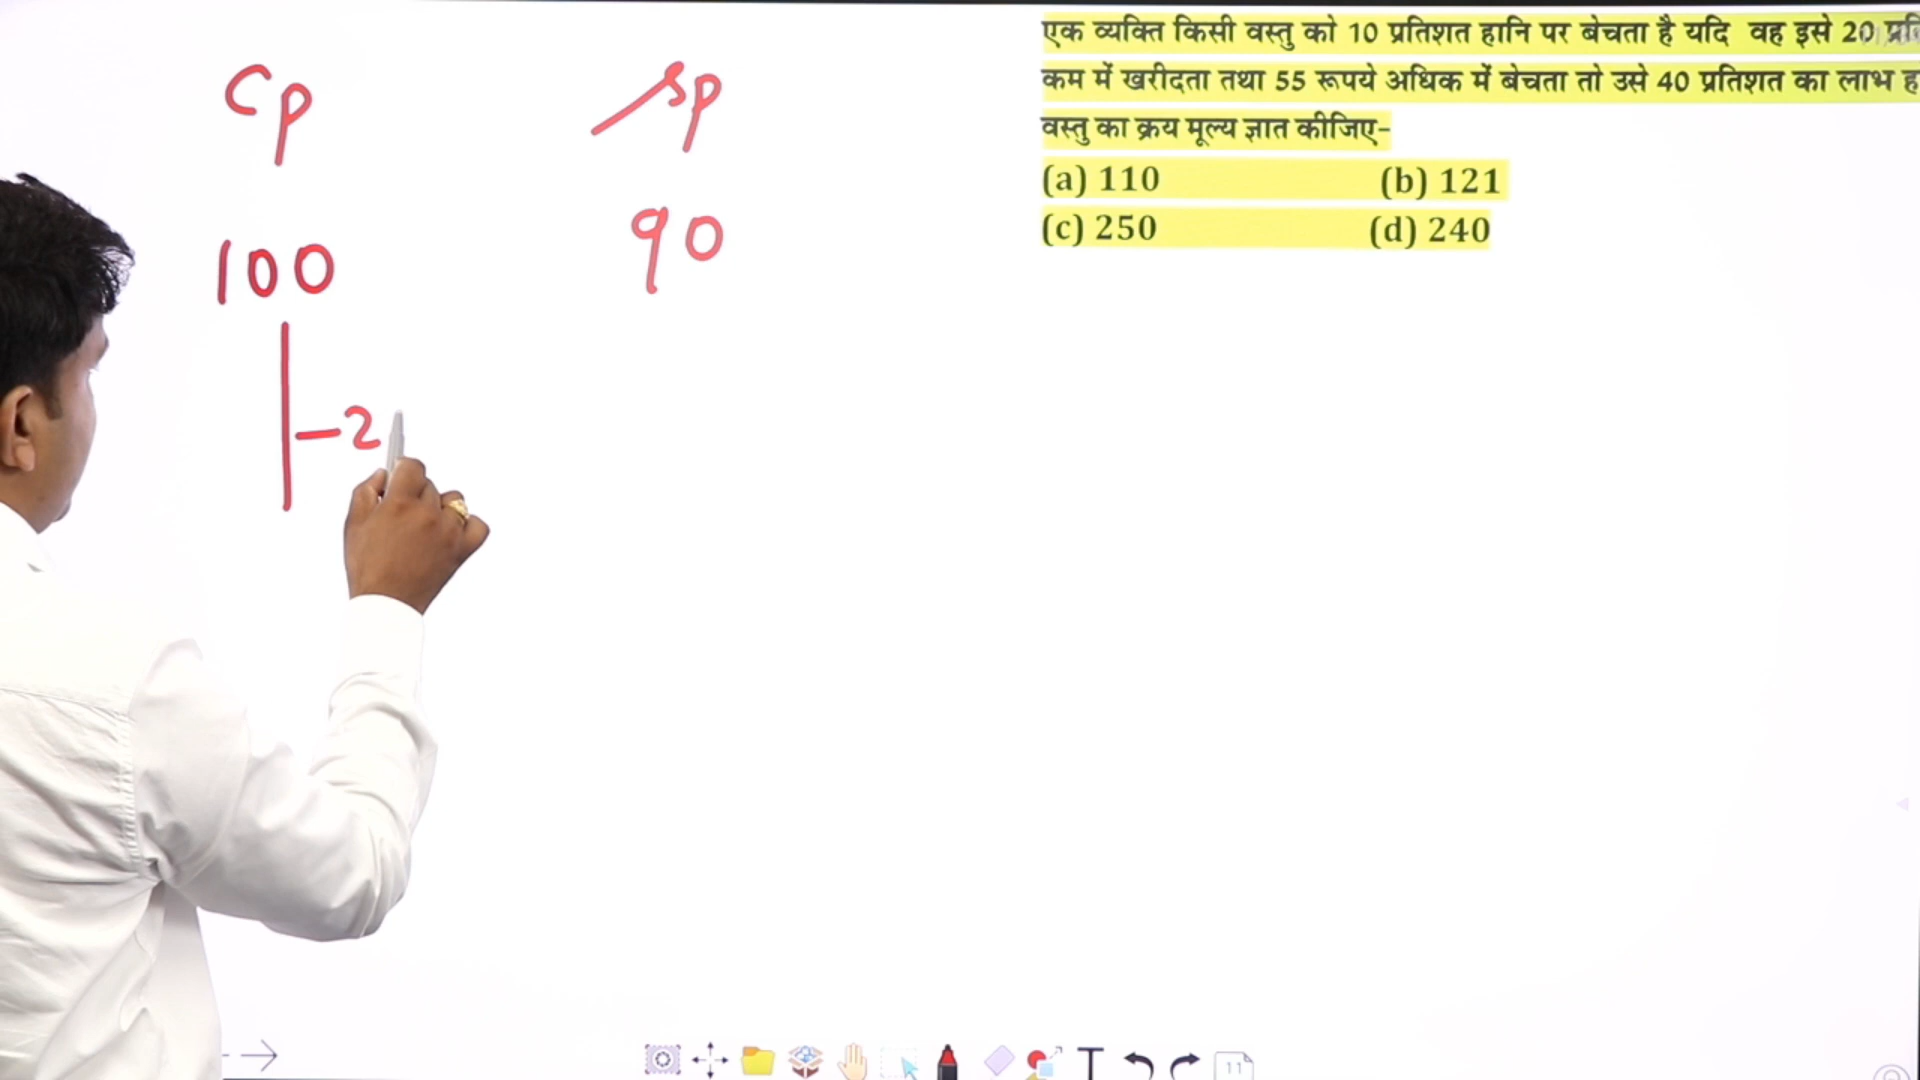 एक व्यक्ति किसी वस्तु को 10 प्रतिशत हानि पर बेचता है यदि वह इसे 20
कम में खरीदता तथा 55 रूपये अधिक में बेचता तो उसे 40 प्रतिशत का लाभ
वस्तु का क्रय मूल्य ज्ञात कीजिए-
(a) 110 (b) 121
(c) 250 (d) 240
CP SP
100 90
-2
T
11